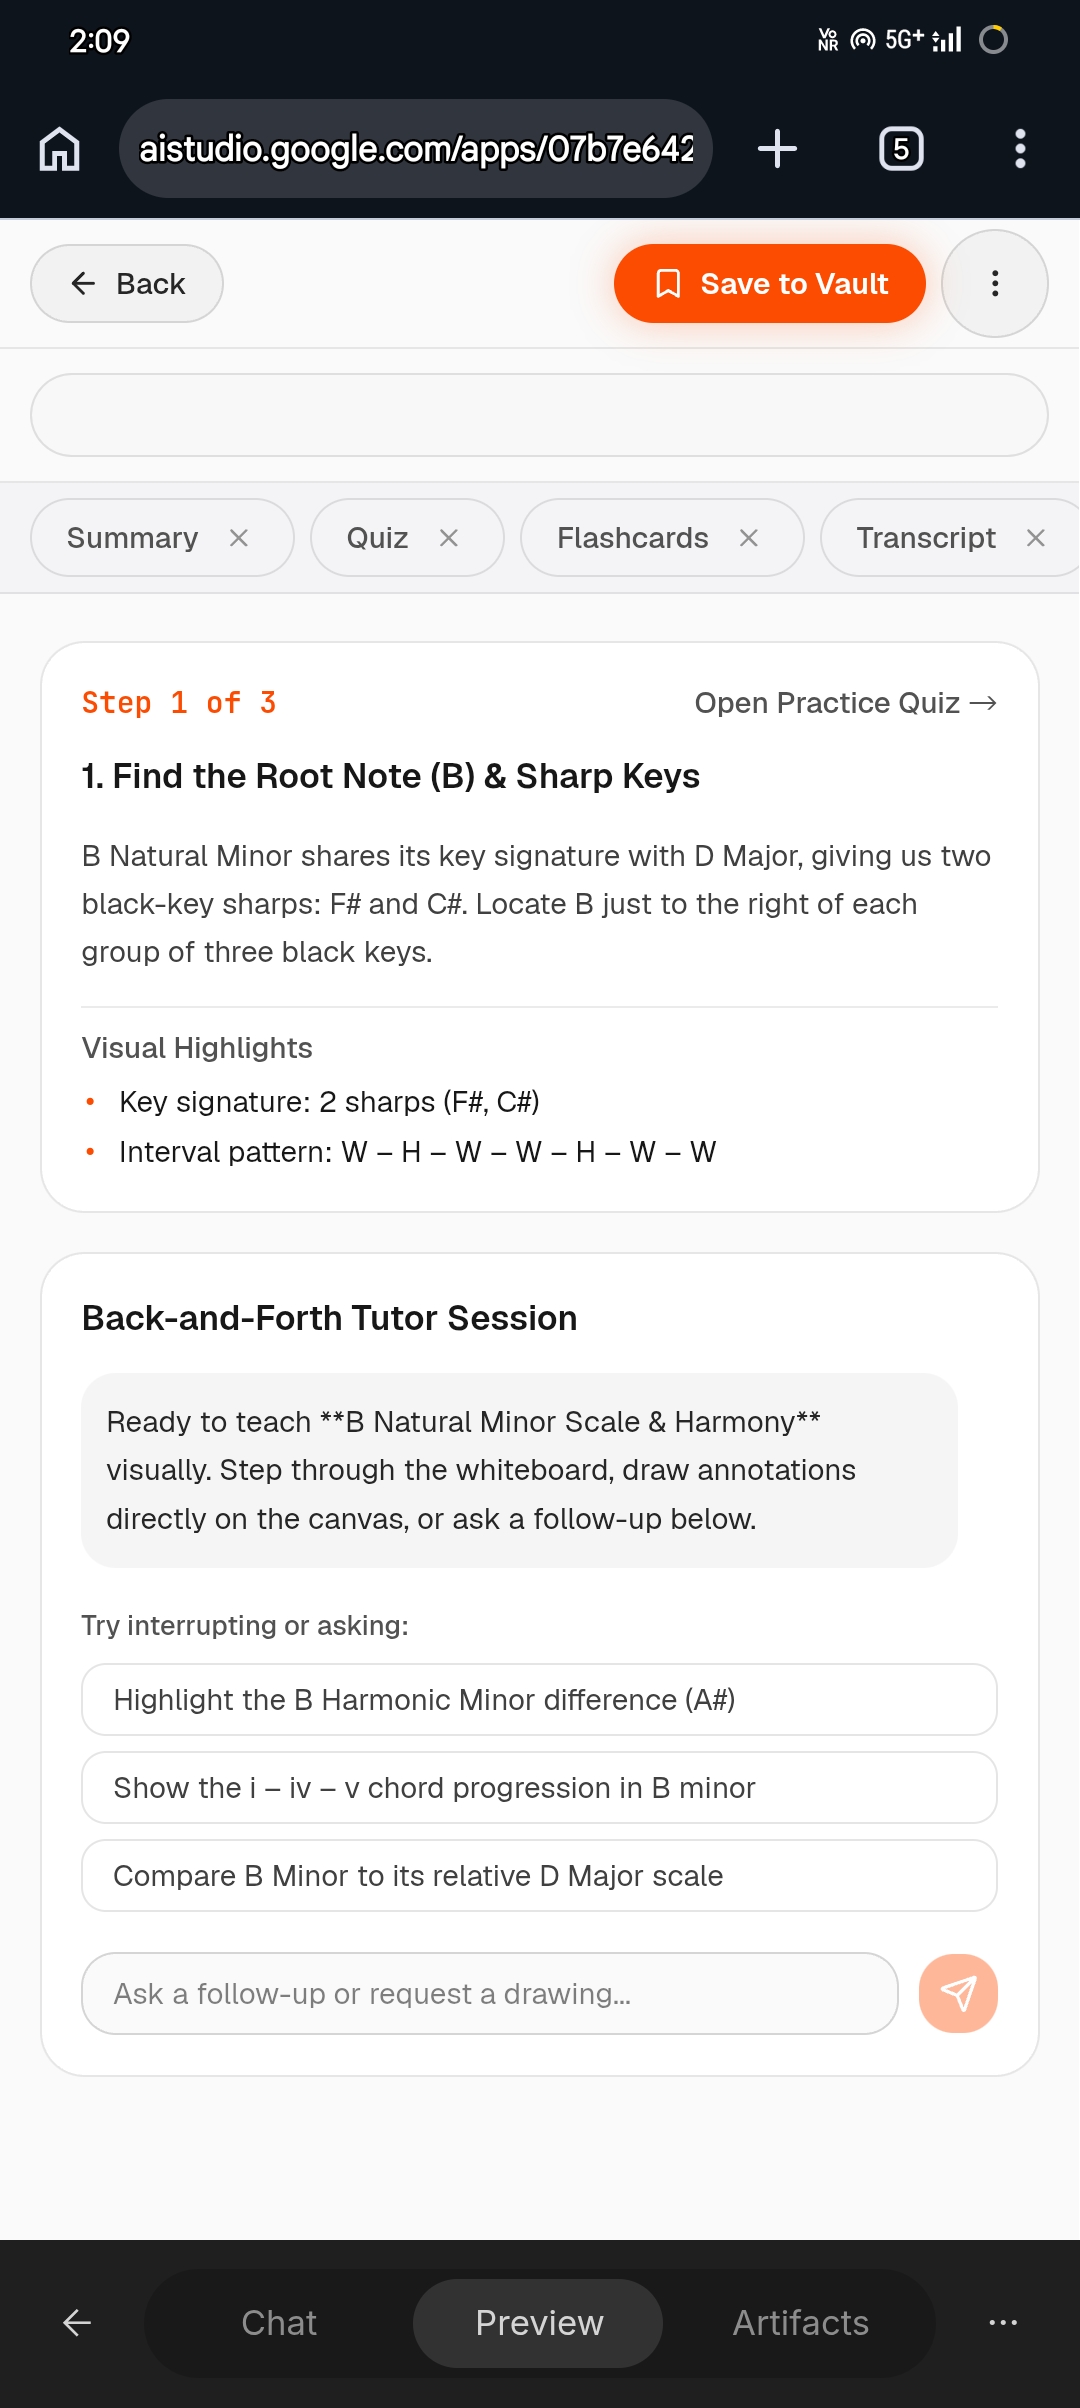 2:09
Vo
NR
5G+
aistudio.google.com/apps/07b7e642
5
Back
Save to Vault
Summary
Quiz
Flashcards
Transcript
Step 1 of 3
Open Practice Quiz →
1. Find the Root Note (B) & Sharp Keys
B Natural Minor shares its key signature with D Major, giving us two
black-key sharps: F# and C#. Locate B just to the right of each
group of three black keys.
Visual Highlights
• Key signature: 2 sharps (F#, C#)
• Interval pattern: W – H – W – W – H – W – W
Back-and-Forth Tutor Session
Ready to teach **B Natural Minor Scale & Harmony**
visually. Step through the whiteboard, draw annotations
directly on the canvas, or ask a follow-up below.
Try interrupting or asking:
Highlight the B Harmonic Minor difference (A#)
Show the i – iv – v chord progression in B minor
Compare B Minor to its relative D Major scale
Ask a follow-up or request a drawing...
Chat
Preview
Artifacts